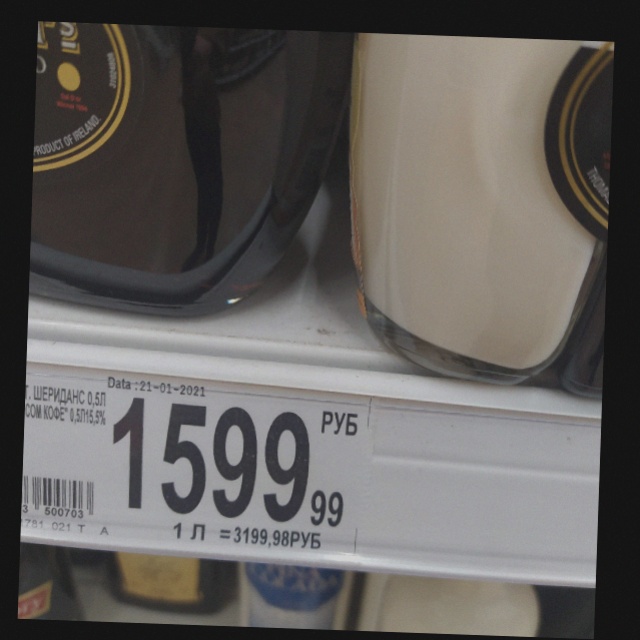 PRODUCT OF IRELAND.
Data : 21-01-2021
Т. ШЕРИДАНС 0,5Л
СОМ КОФЕ" 0,5Л15,5%
1599 99 РУБ
3 500703
781 021 Т А
1 Л =3199,98РУБ